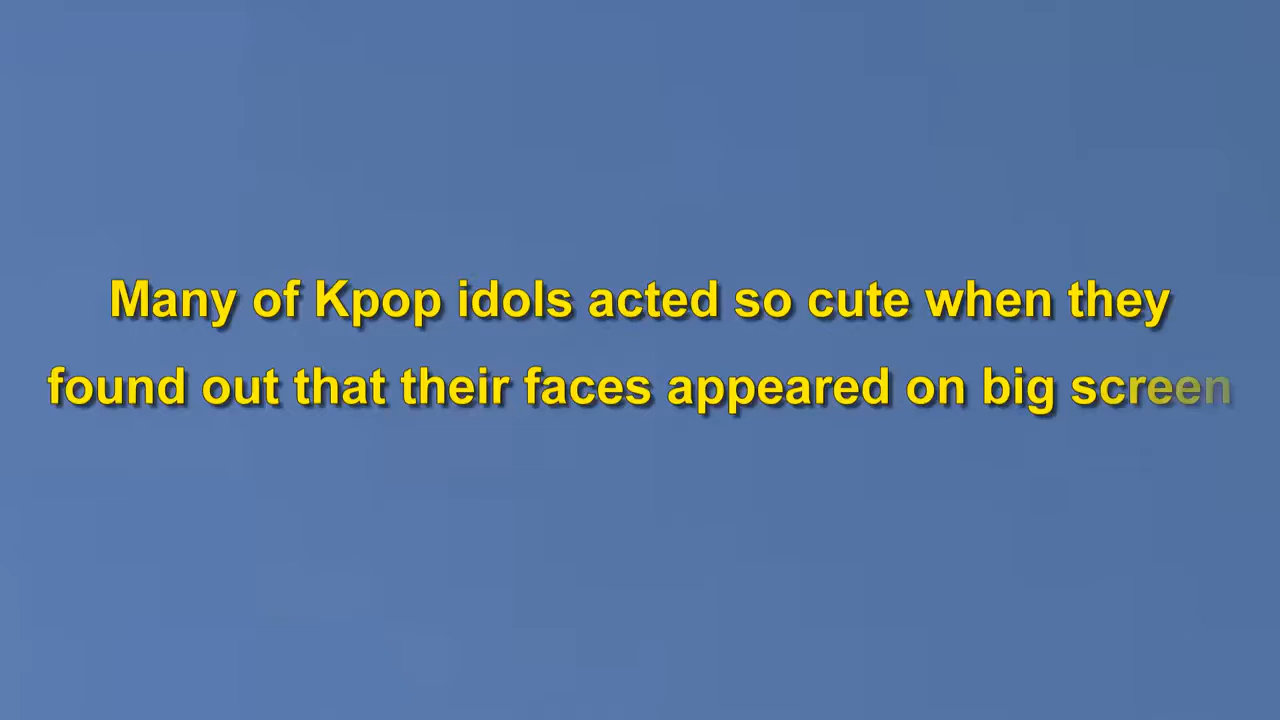 Many of Kpop idols acted so cute when they
found out that their faces appeared on big screen